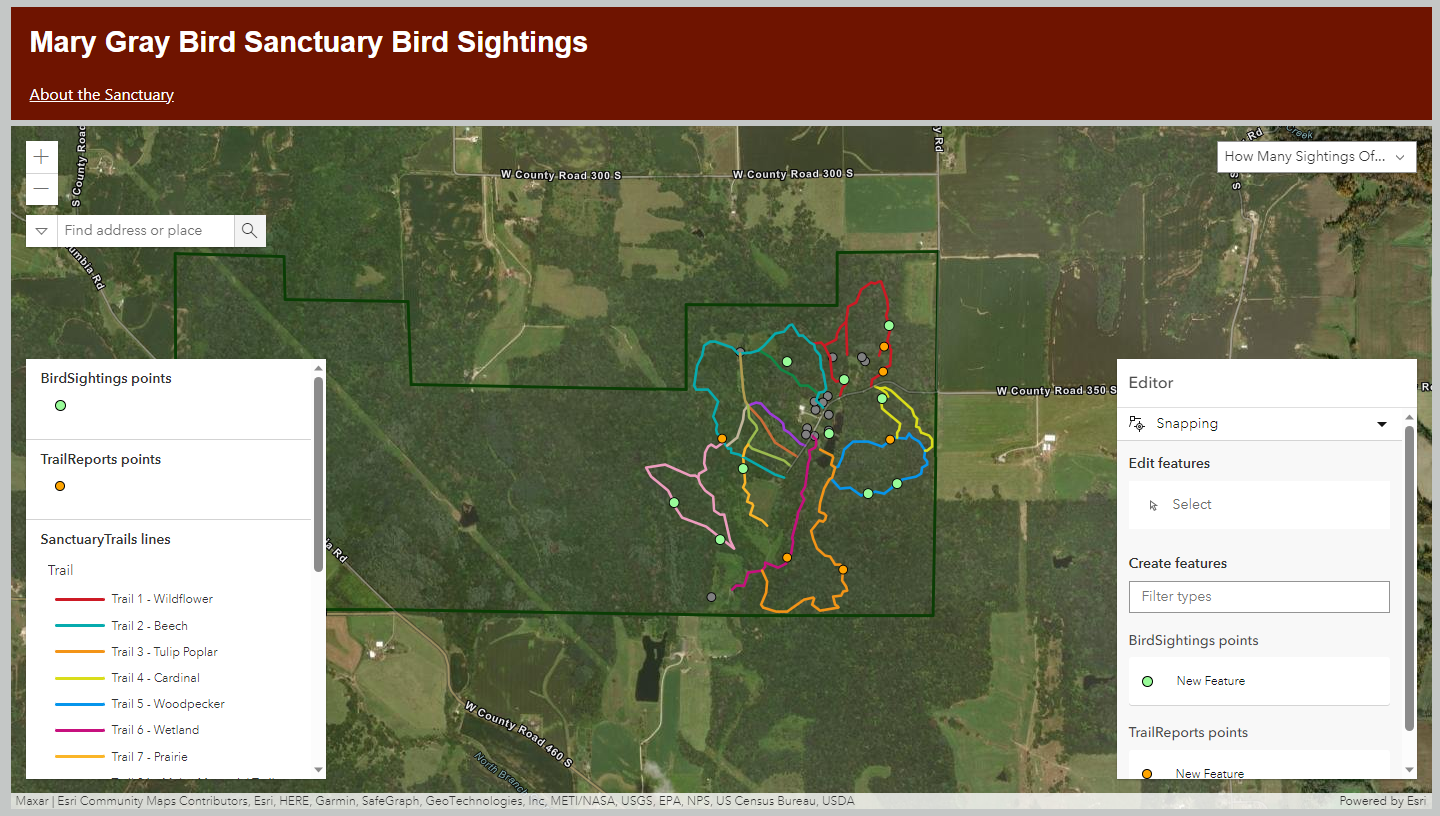 Mary Gray Bird Sanctuary Bird Sightings
About the Sanctuary
S County Road
W County Road 300 S
W County Road 300 S
y Rd
Creek
Rd
How Many Sightings Of...
Find address or place
umbia Rd
BirdSightings points
TrailReports points
SanctuaryTrails lines
Trail
Trail 1 - Wildflower
Trail 2 - Beech
Trail 3 - Tulip Poplar
Trail 4 - Cardinal
Trail 5 - Woodpecker
Trail 6 - Wetland
Trail 7 - Prairie
W County Road 350 S
ia Rd
W County Road 460 S
North Branch
Editor
Snapping
Edit features
Select
Create features
Filter types
BirdSightings points
New Feature
TrailReports points
New Feature
Maxar | Esri Community Maps Contributors, Esri, HERE, Garmin, SafeGraph, GeoTechnologies, Inc, METI/NASA, USGS, EPA, NPS, US Census Bureau, USDA
Powered by Esri